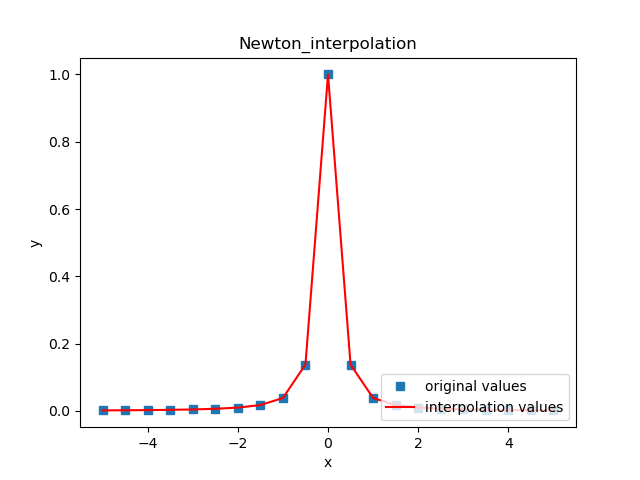 Newton_interpolation
1.0
0.8
0.6
0.4
0.2
0.0
y
−4
−2
0
2
4
x
original values
interpolation values